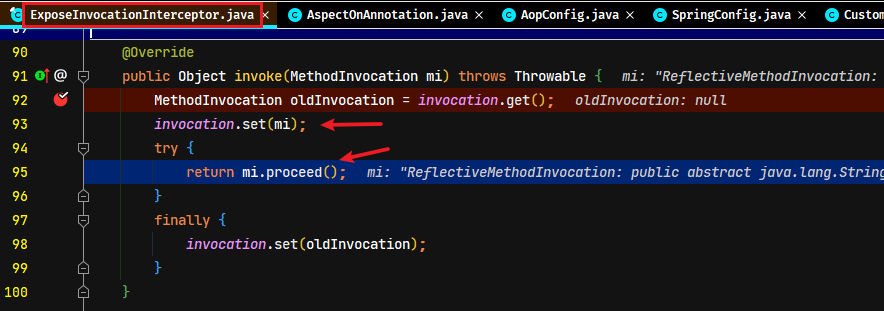 ExposeInvocationInterceptor.java × AspectOnAnnotation.java × AopConfig.java × SpringConfig.java × Custom
90 @Override
91 public Object invoke(MethodInvocation mi) throws Throwable { mi: "ReflectiveMethodInvocation:
92 MethodInvocation oldInvocation = invocation.get(); oldInvocation: null
93 invocation.set(mi);
94 try {
95 return mi.proceed(); mi: "ReflectiveMethodInvocation: public abstract java.lang.String
96 }
97 finally {
98 invocation.set(oldInvocation);
99 }
100 }